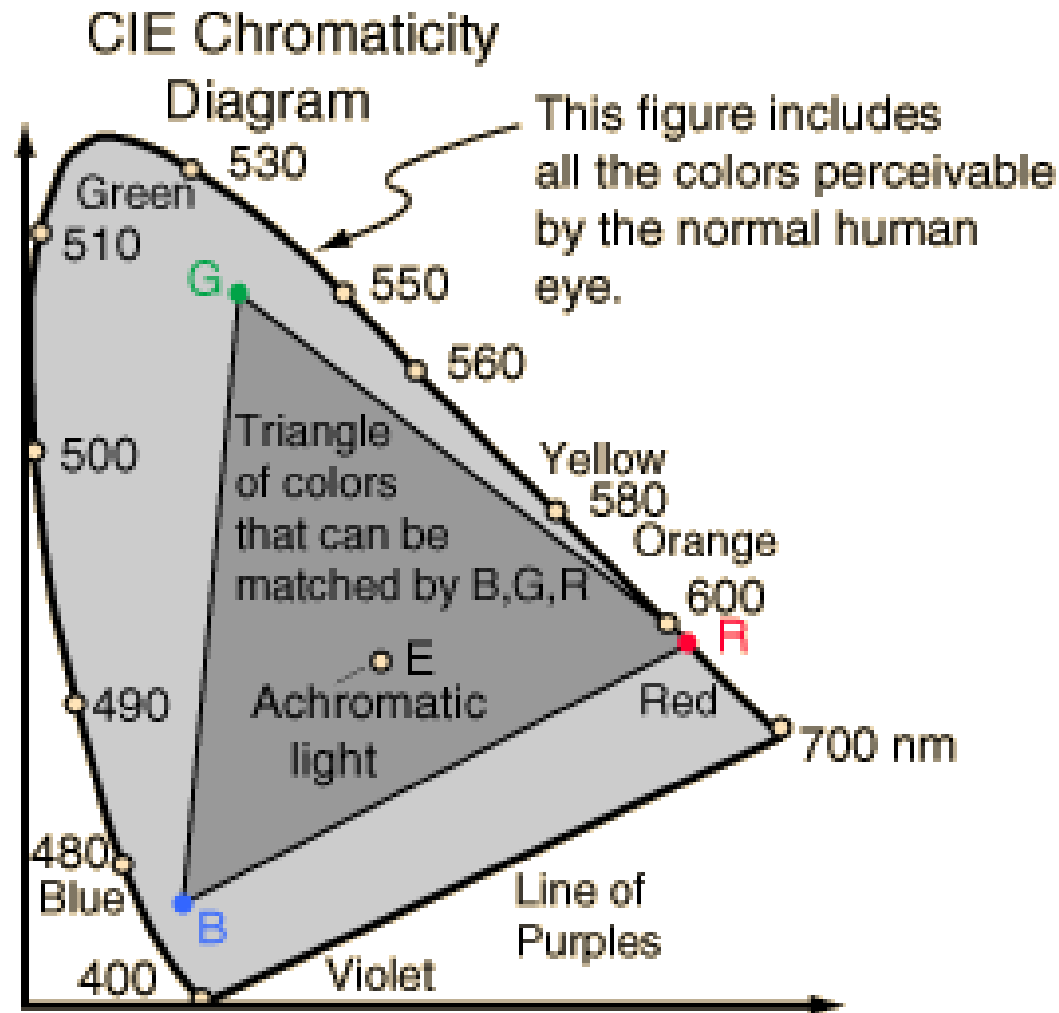 CIE Chromaticity
Diagram
This figure includes
all the colors perceivable
by the normal human
eye.
530
Green
510
G
550
560
Triangle
of colors
that can be
matched by B,G,R
500
Yellow
580
Orange
600
R
E
Achromatic
light
Red
490
700 nm
480
Blue
B
Line of
Purples
400
Violet